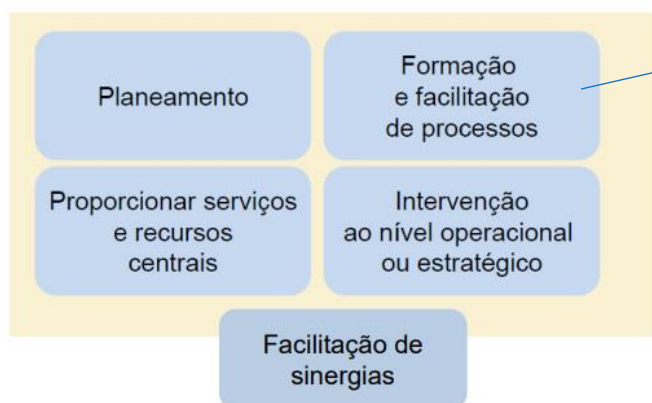 Planeamento
Formação
e facilitação
de processos
Proporcionar serviços
e recursos
centrais
Intervenção
ao nível operacional
ou estratégico
Facilitação de
sinergias